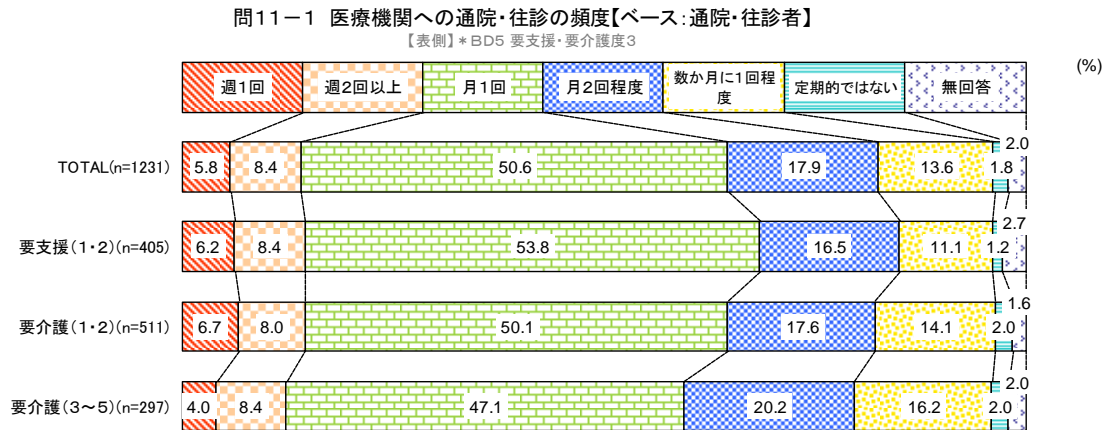 問11－1 医療機関への通院・往診の頻度【ベース：通院・往診者】
【表側】＊BD5 要支援・要介護度3
(%)
週1回 週2回以上 月1回 月2回程度 数か月に1回程度 定期的ではない 無回答
TOTAL(n=1231) 5.8 8.4 50.6 17.9 13.6 1.8 2.0
要支援(1・2)(n=405) 6.2 8.4 53.8 16.5 11.1 1.2 2.7
要介護(1・2)(n=511) 6.7 8.0 50.1 17.6 14.1 2.0 1.6
要介護(3～5)(n=297) 4.0 8.4 47.1 20.2 16.2 2.0 2.0